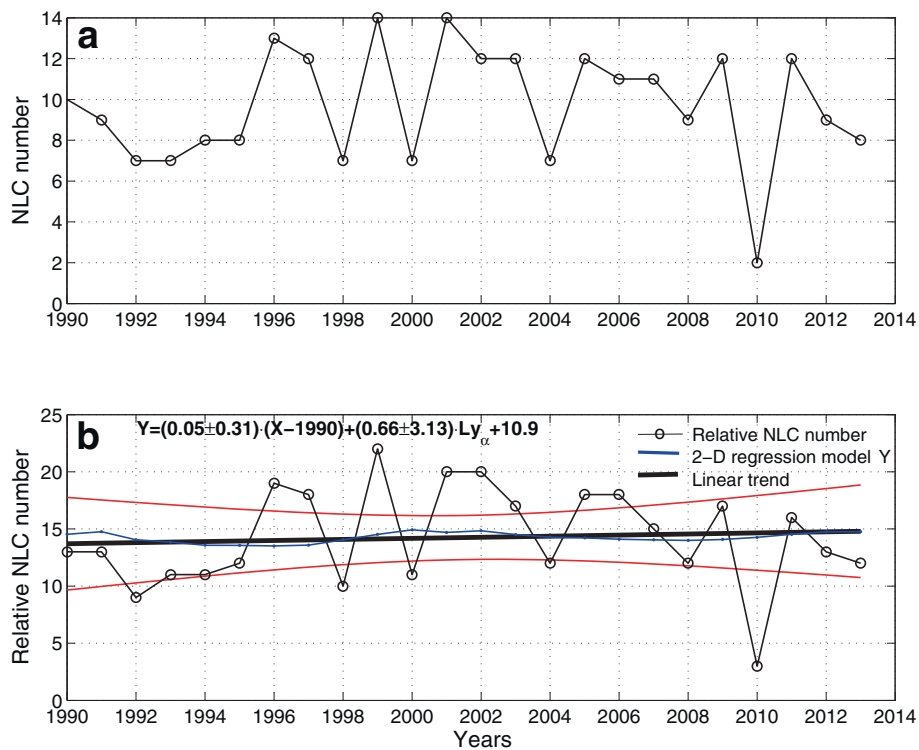 a
NLC number
14
12
10
8
6
4
2
0
1990 1992 1994 1996 1998 2000 2002 2004 2006 2008 2010 2012 2014
b
Y=(0.05±0.31)·(X−1990)+(0.66±3.13)·Lyα+10.9
Relative NLC number
2−D regression model Y
Linear trend
Relative NLC number
25
20
15
10
5
0
1990 1992 1994 1996 1998 2000 2002 2004 2006 2008 2010 2012 2014
Years